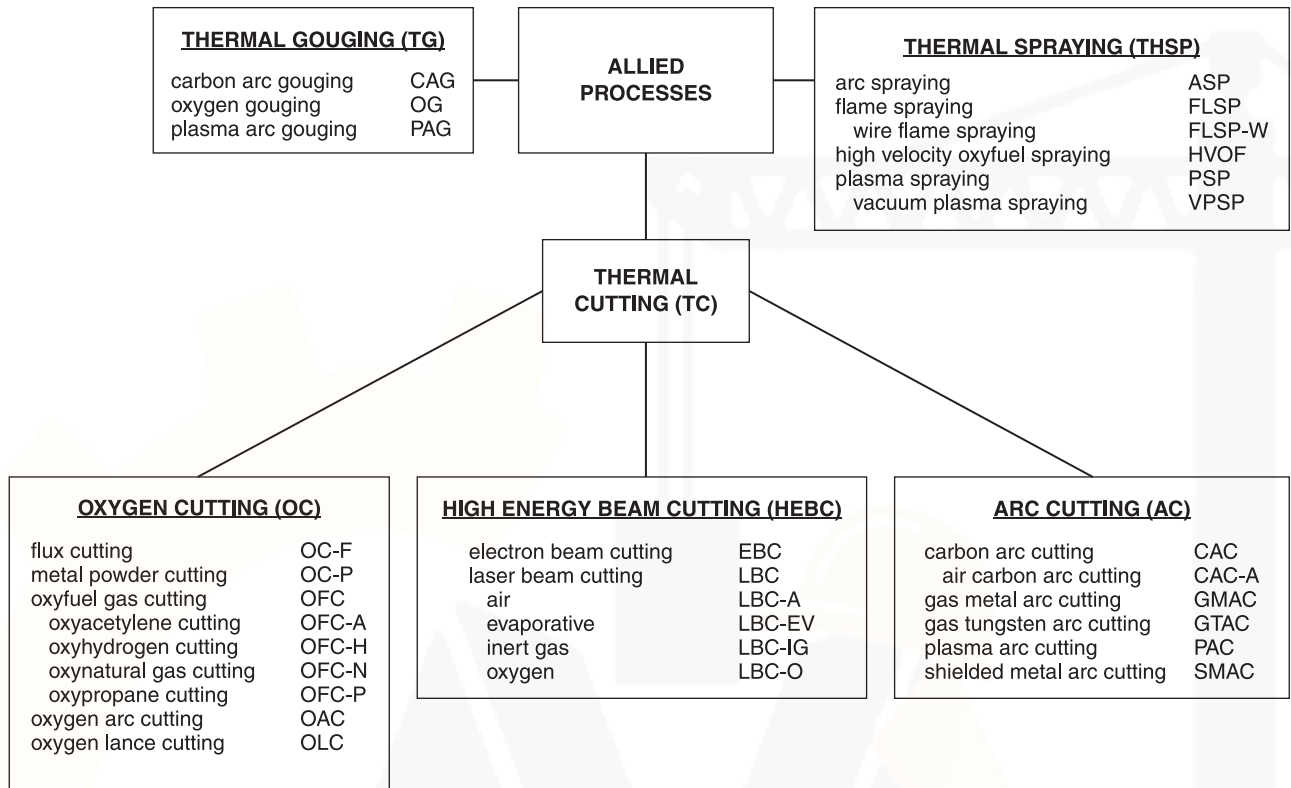 THERMAL GOUGING (TG)
carbon arc gouging CAG
oxygen gouging OG
plasma arc gouging PAG
ALLIED
PROCESSES
THERMAL SPRAYING (THSP)
arc spraying ASP
flame spraying FLSP
wire flame spraying FLSP-W
high velocity oxyfuel spraying HVOF
plasma spraying PSP
vacuum plasma spraying VPSP
THERMAL
CUTTING (TC)
OXYGEN CUTTING (OC)
flux cutting OC-F
metal powder cutting OC-P
oxyfuel gas cutting OFC
oxyacetylene cutting OFC-A
oxyhydrogen cutting OFC-H
oxynatural gas cutting OFC-N
oxypropane cutting OFC-P
oxygen arc cutting OAC
oxygen lance cutting OLC
HIGH ENERGY BEAM CUTTING (HEBC)
electron beam cutting EBC
laser beam cutting LBC
air LBC-A
evaporative LBC-EV
inert gas LBC-IG
oxygen LBC-O
ARC CUTTING (AC)
carbon arc cutting CAC
air carbon arc cutting CAC-A
gas metal arc cutting GMAC
gas tungsten arc cutting GTAC
plasma arc cutting PAC
shielded metal arc cutting SMAC